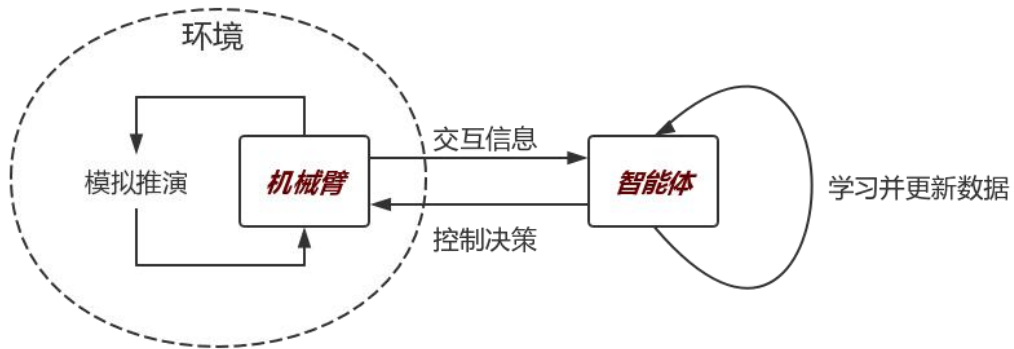 环境
交互信息
模拟推演
机械臂
智能体
学习并更新数据
控制决策